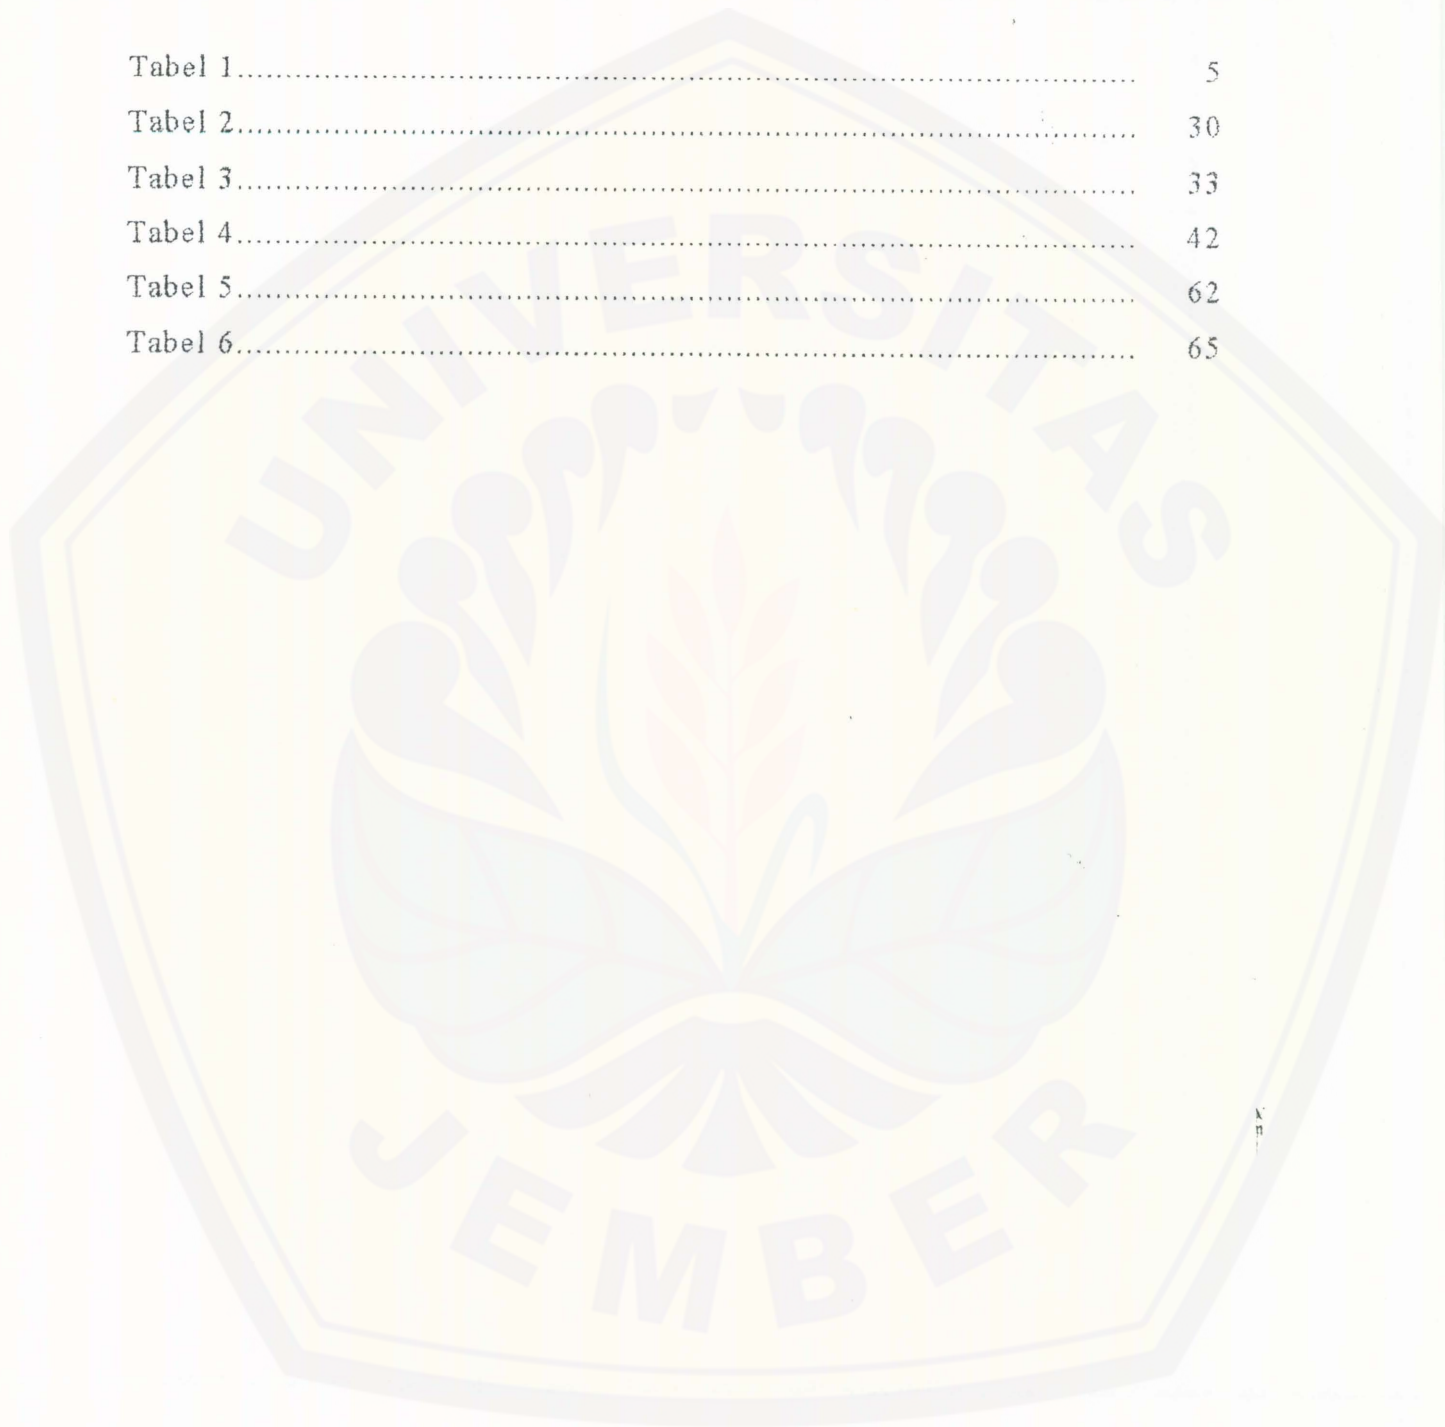 Tabel 1.......... 5
Tabel 2.......... 30
Tabel 3.......... 33
Tabel 4.......... 42
Tabel 5.......... 62
Tabel 6.......... 65
UNIVERSITAS
JEMBER